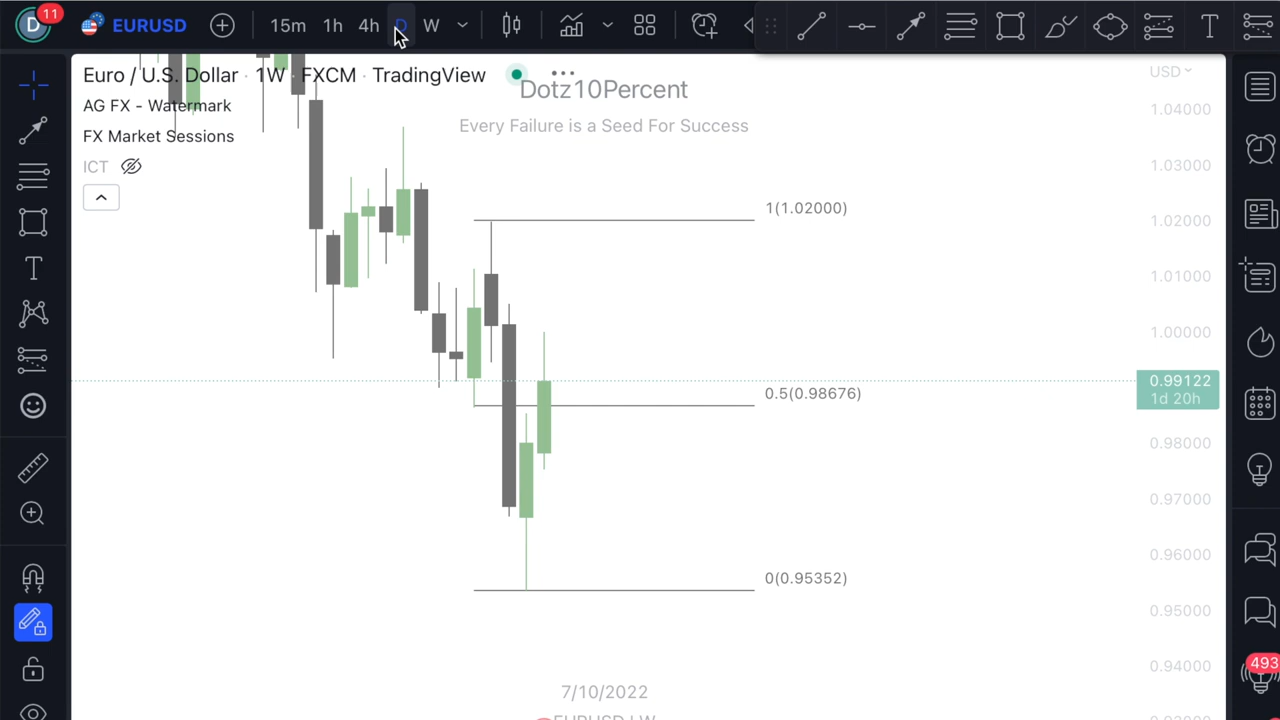 D
11
EURUSD
15m 1h 4h D W
Euro / U.S. Dollar · 1W · FXCM · TradingView
AG FX - Watermark
FX Market Sessions
ICT
Dotz10Percent
Every Failure is a Seed For Success
USD
1.04000
1.03000
1(1.02000)
1.02000
1.01000
1.00000
0.99122
1d 20h
0.5(0.98676)
0.98000
0.97000
0.96000
0(0.95352)
0.95000
0.94000
7/10/2022
493
T
T